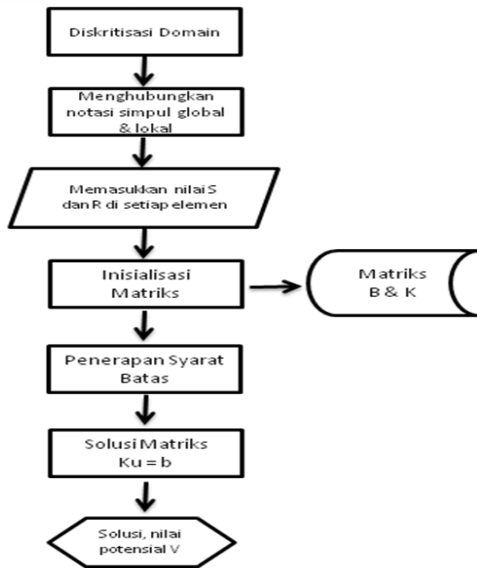 Diskritisasi Domain
Menghubungkan
notasi simpul global
& lokal
Memasukkan nilai S
dan R di setiap elemen
Inisialisasi
Matriks
Matriks
B & K
Penerapan Syarat
Batas
Solusi Matriks
Ku = b
Solusi, nilai
potensial V